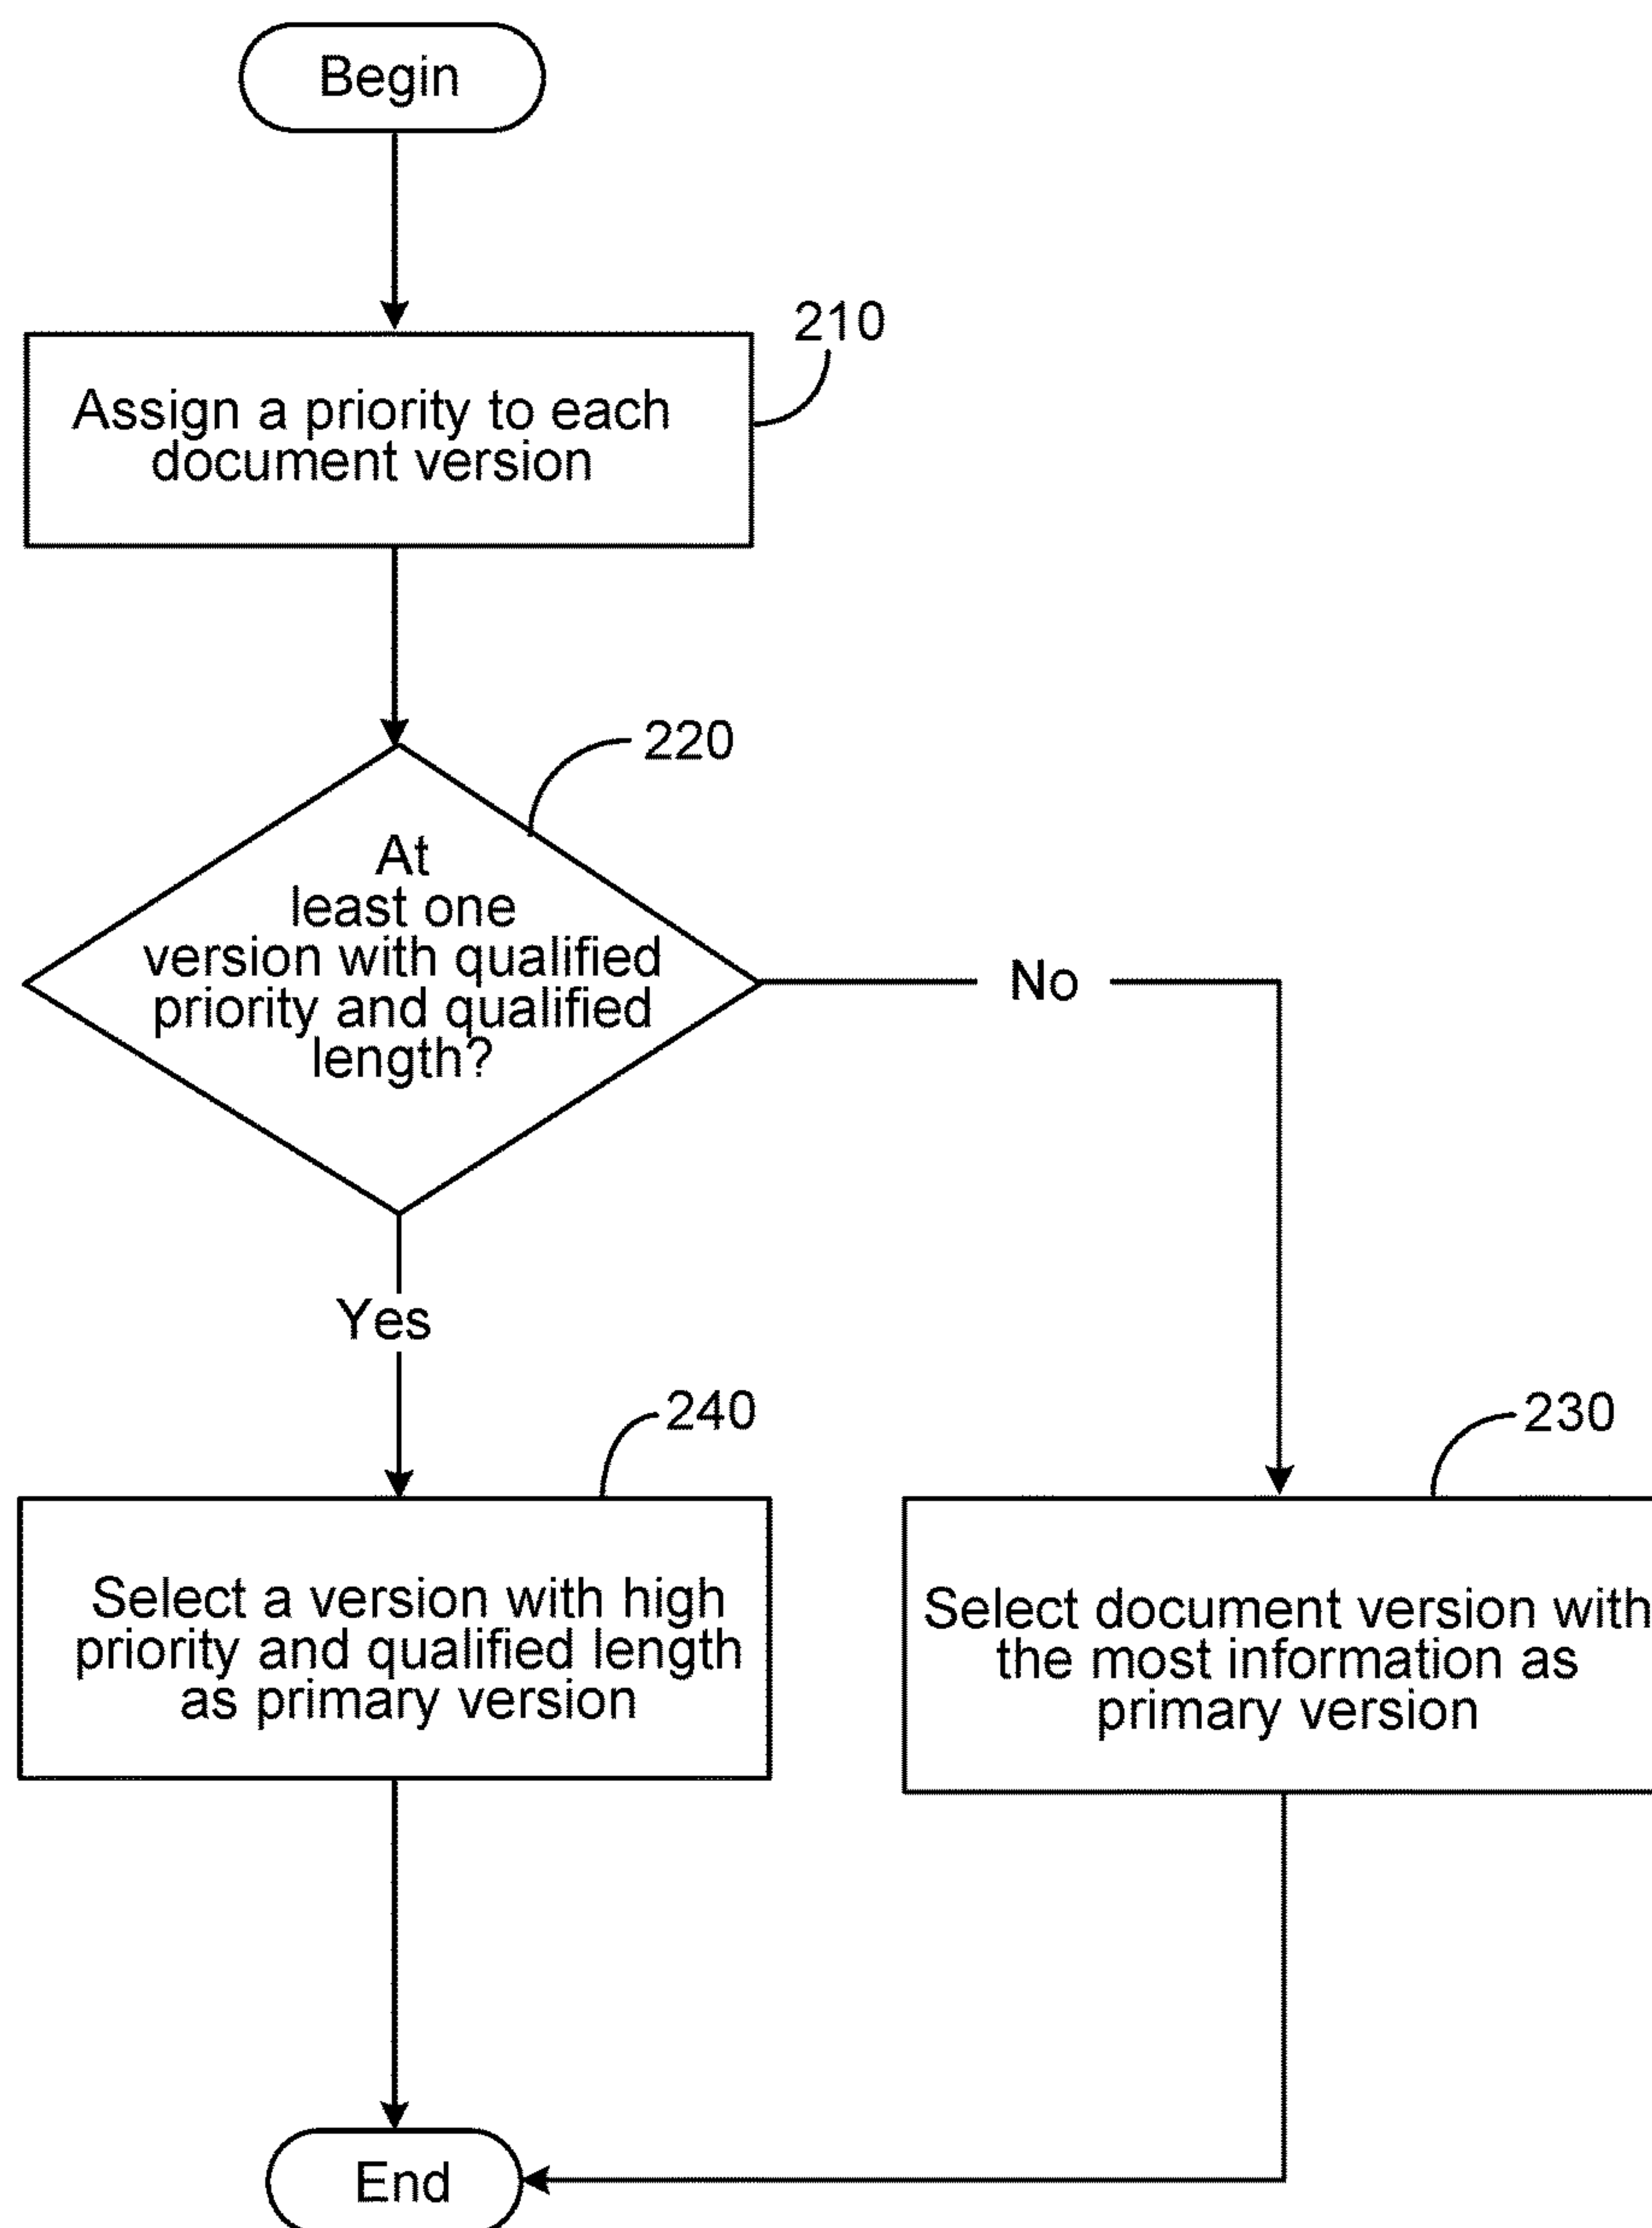 Begin
210
Assign a priority to each
document version
220
At
least one
version with qualified
priority and qualified
length?
No
Yes
240
230
Select a version with high
priority and qualified length
as primary version
Select document version with
the most information as
primary version
End